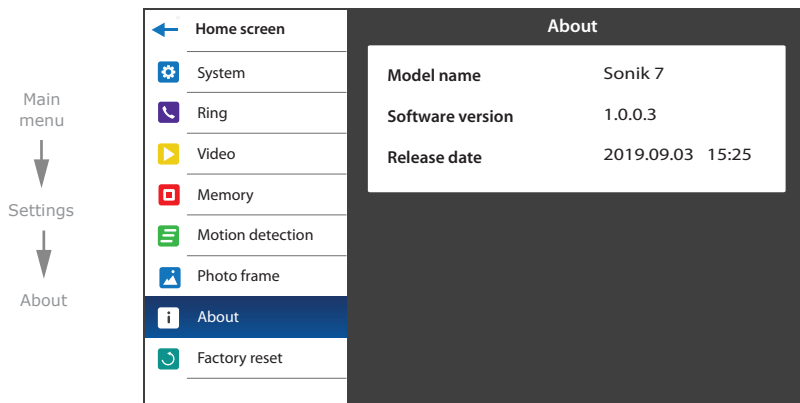 Main
menu
Settings
About
Home screen
System
Ring
Video
Memory
Motion detection
Photo frame
About
Factory reset
About
Model name Sonik 7
Software version 1.0.0.3
Release date 2019.09.03 15:25